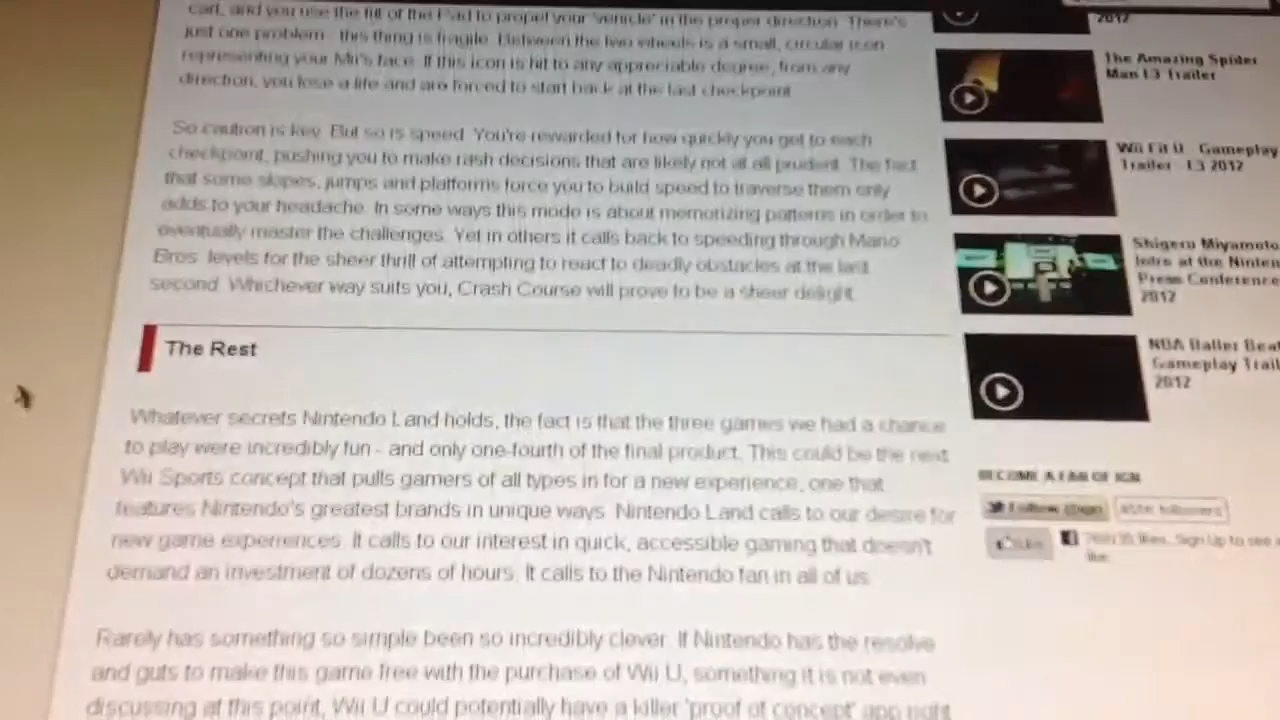 cart, and you use the tilt of the Pad to propel your 'vehicle' in the proper direction. There's
just one problem - this thing is fragile. Between the two wheels is a small, circular icon
representing your Mii's face. If this icon is hit to any appreciable degree, from any
direction, you lose a life and are forced to start back at the last checkpoint.
So caution is key. But so is speed. You're rewarded for how quickly you get to each
checkpoint, pushing you to make rash decisions that are likely not at all prudent. The fact
that some slopes, jumps and platforms force you to build speed to traverse them only
adds to your headache. In some ways this mode is about memorizing patterns in order to
eventually master the challenges. Yet in others it calls back to speeding through Mario
Bros. levels for the sheer thrill of attempting to react to deadly obstacles at the last
second. Whichever way suits you, Crash Course will prove to be a sheer delight.
The Rest
Whatever secrets Nintendo Land holds, the fact is that the three games we had a chance
to play were incredibly fun - and only one-fourth of the final product. This could be the next
Wii Sports concept that pulls gamers of all types in for a new experience, one that
features Nintendo's greatest brands in unique ways. Nintendo Land calls to our desire for
new game experiences. It calls to our interest in quick, accessible gaming that doesn't
demand an investment of dozens of hours. It calls to the Nintendo fan in all of us.
Rarely has something so simple been so incredibly clever. If Nintendo has the resolve
and guts to make this game free with the purchase of Wii U, something it is not even
discussing at this point, Wii U could potentially have a killer 'proof of concept' app right
2012
The Amazing Spider
Man E3 Trailer
Wii Fit U - Gameplay
Trailer - E3 2012
Shigeru Miyamoto
Intro at the Ninten
Press Conference
2012
NBA Baller Beat
Gameplay Trail
2012
BECOME A FAN OF IGN
Follow @ign
followers
Like
likes. Sign Up to see
like.